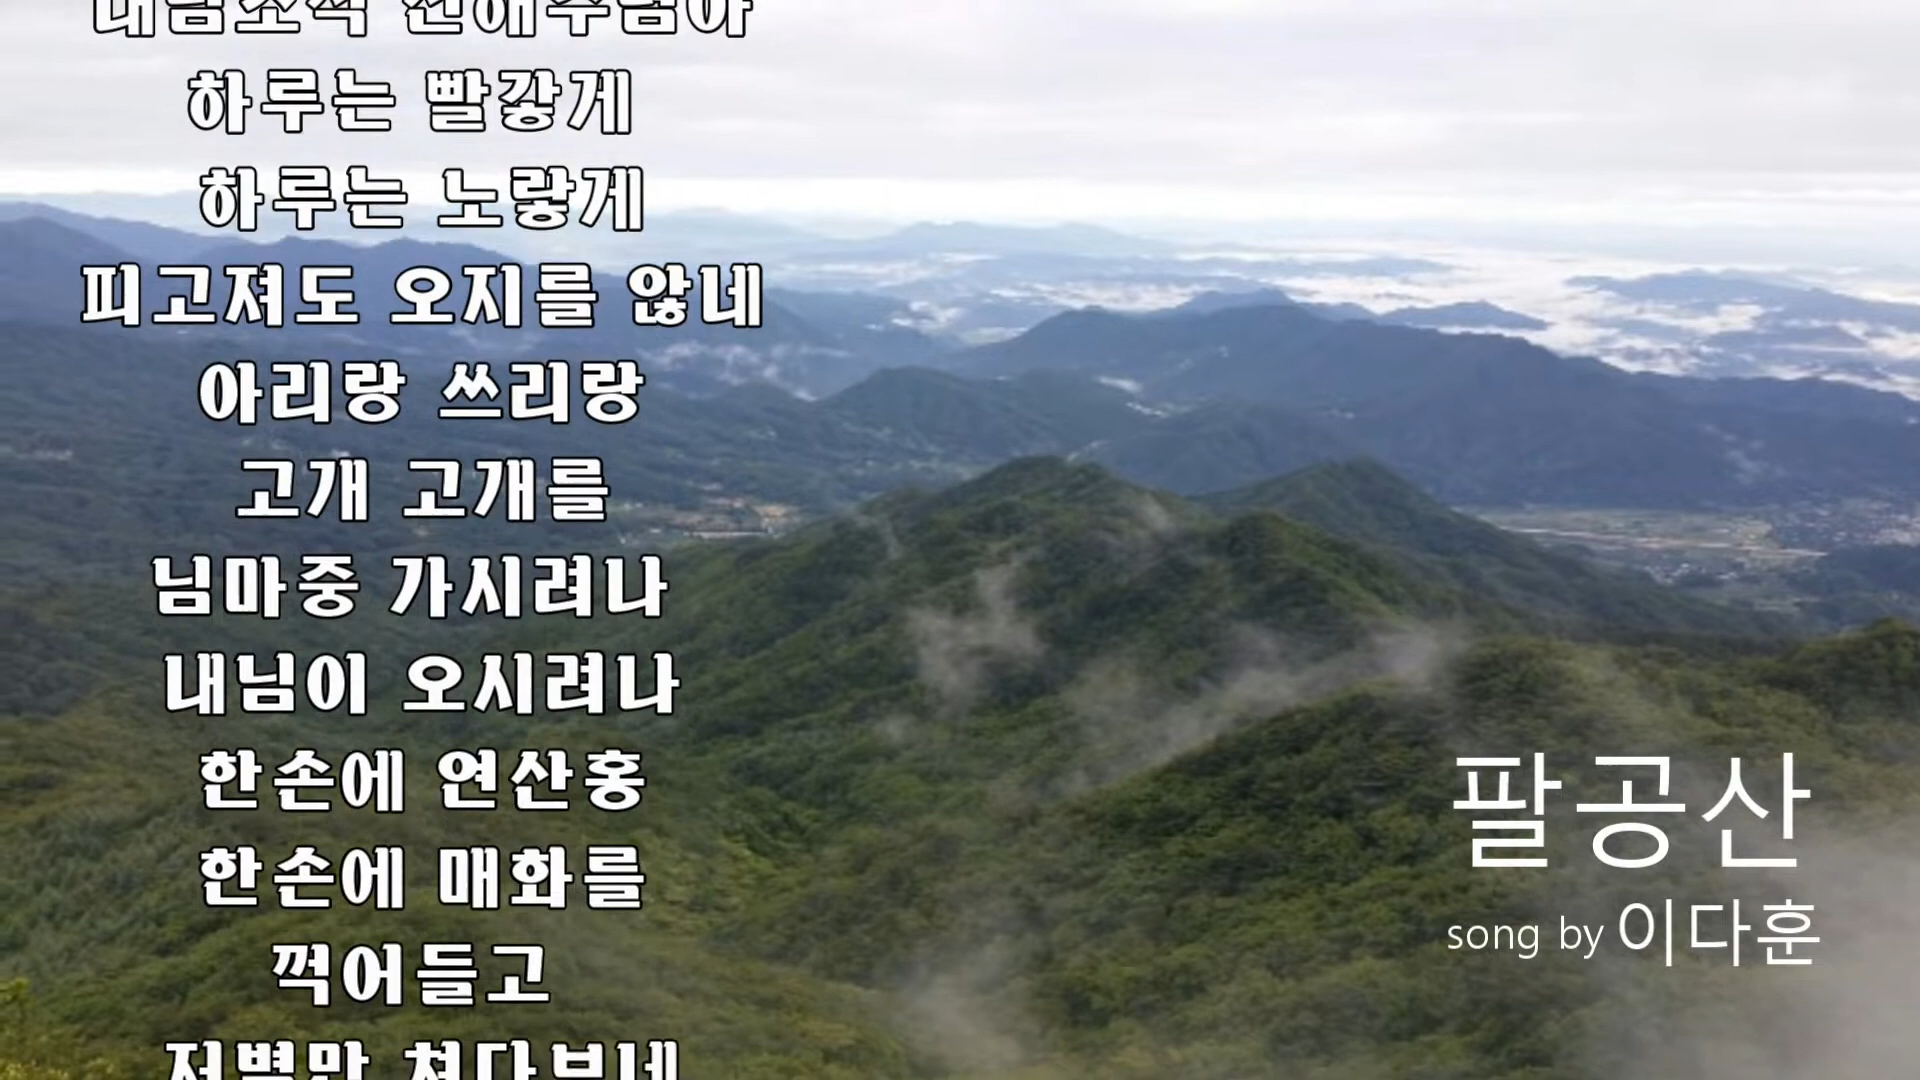 하루는 빨갛게
하루는 노랗게
피고져도 오지를 않네
아리랑 쓰리랑
고개 고개를
님마중 가시려나
내님이 오시려나
한손에 연산홍
한손에 매화를
꺽어들고
팔공산
song by 이다훈